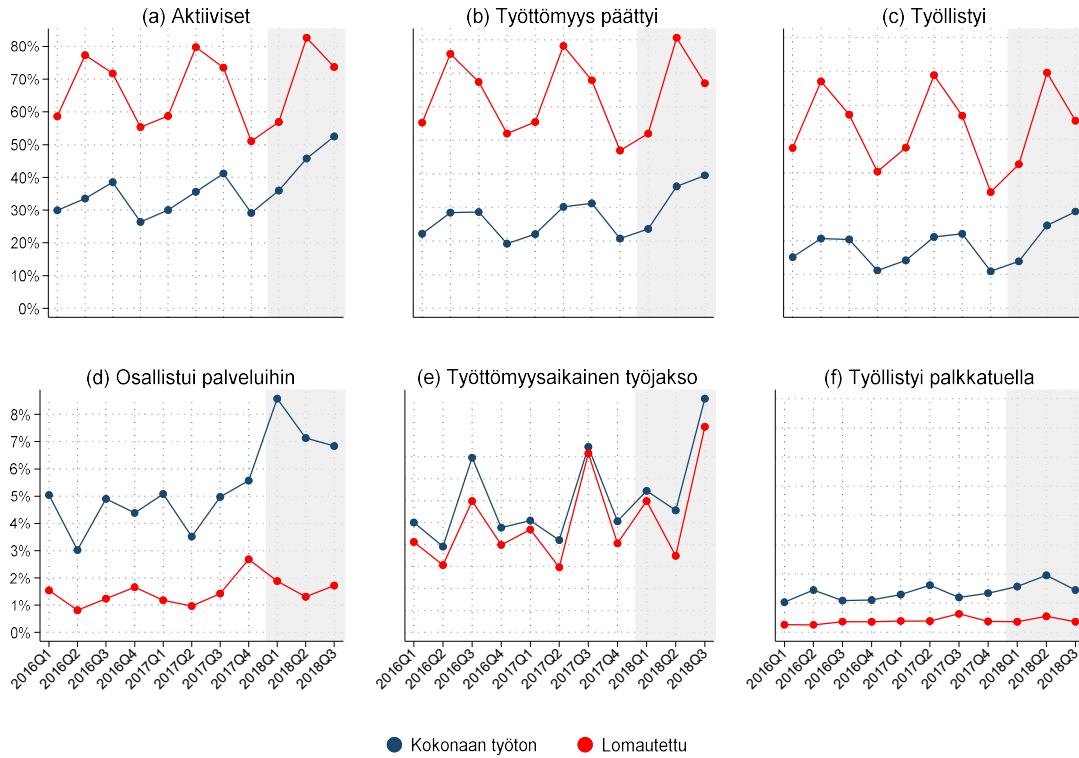 (a) Aktiiviset
(b) Työttömyys päättyi
(c) Työllistyi
80%
70%
60%
50%
40%
30%
20%
10%
0%
(d) Osallistui palveluihin
(e) Työttömyysaikainen työjakso
(f) Työllistyi palkkatuella
8%
7%
6%
5%
4%
3%
2%
1%
0%
2016Q1
2016Q2
2016Q3
2016Q4
2017Q1
2017Q2
2017Q3
2017Q4
2018Q1
2018Q2
2018Q3
2016Q1
2016Q2
2016Q3
2016Q4
2017Q1
2017Q2
2017Q3
2017Q4
2018Q1
2018Q2
2018Q3
2016Q1
2016Q2
2016Q3
2016Q4
2017Q1
2017Q2
2017Q3
2017Q4
2018Q1
2018Q2
2018Q3
Kokonaan työton
Lomautettu